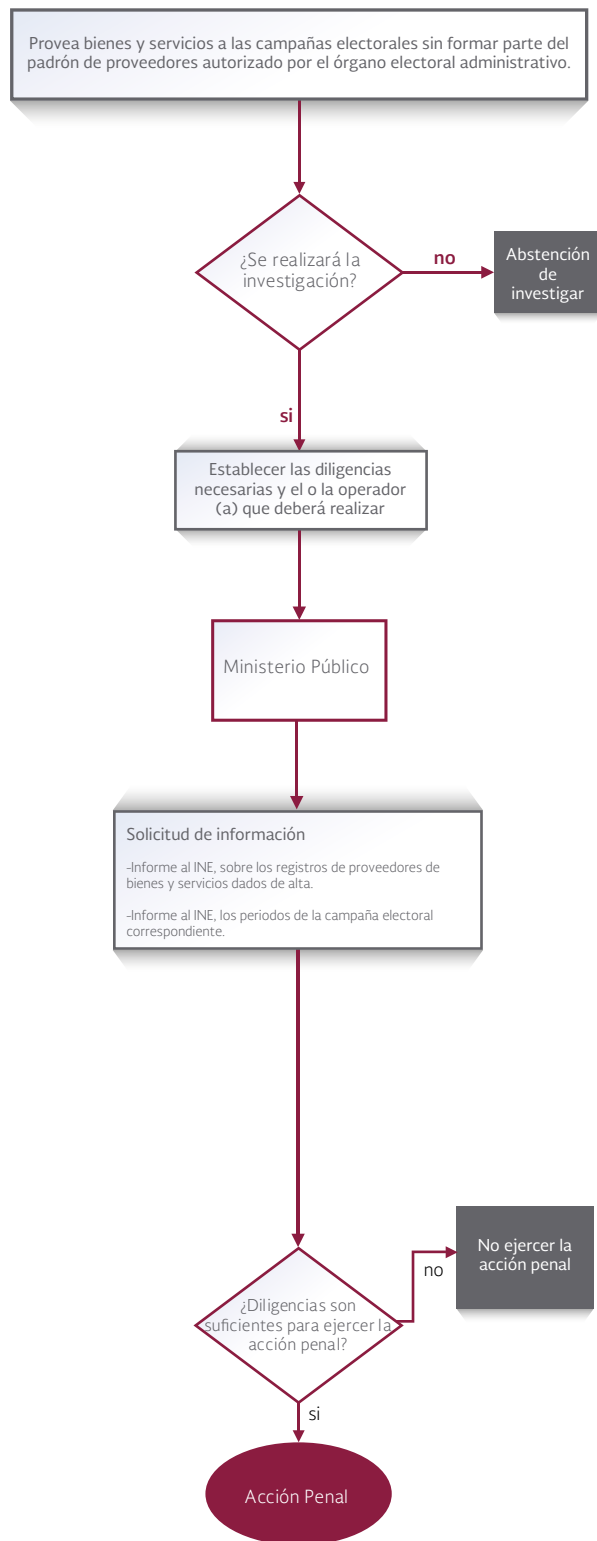 Provea bienes y servicios a las campañas electorales sin formar parte del
padrón de proveedores autorizado por el órgano electoral administrativo.
¿Se realizará la
investigación?
no
Abstención
de
investigar
si
Establecer las diligencias
necesarias y el o la operador
(a) que deberá realizar
Ministerio Público
Solicitud de información
-Informe al INE, sobre los registros de proveedores de
bienes y servicios dados de alta.
-Informe al INE, los periodos de la campaña electoral
correspondiente.
¿Diligencias son
suficientes para ejercer la
acción penal?
no
No ejercer la
acción penal
si
Acción Penal